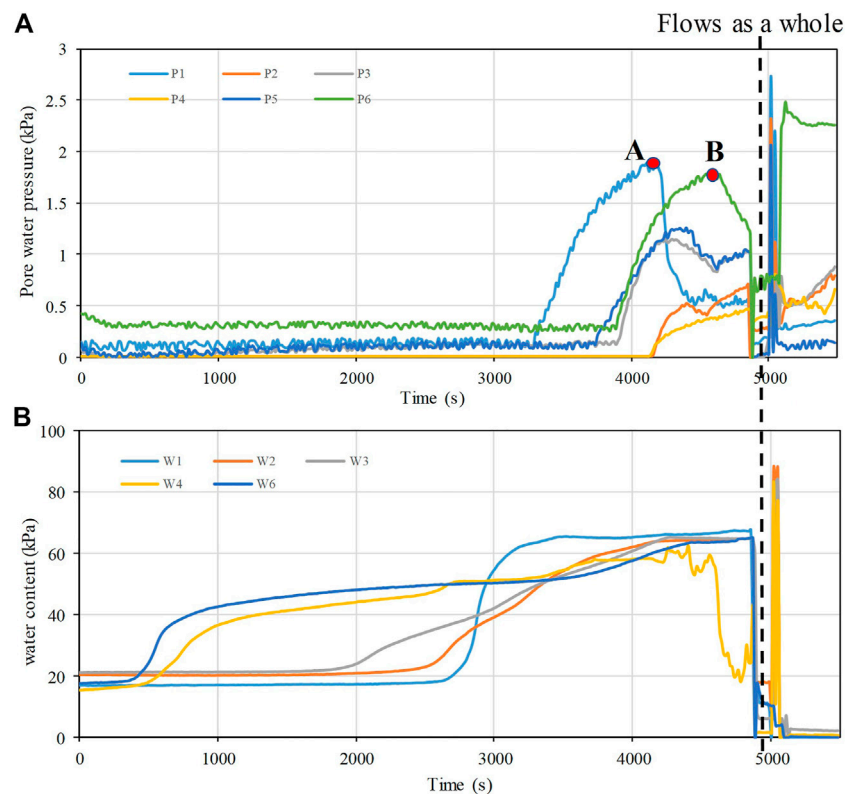 Flows as a whole
A
3
2.5
2
1.5
1
0.5
0
Pore water pressure (kPa)
P1 P2 P3
P4 P5 P6
A B
0 1000 2000 3000 4000 5000
Time (s)
B
100
80
60
40
20
0
water content (kPa)
W1 W2 W3
W4 W6
0 1000 2000 3000 4000 5000
Time (s)